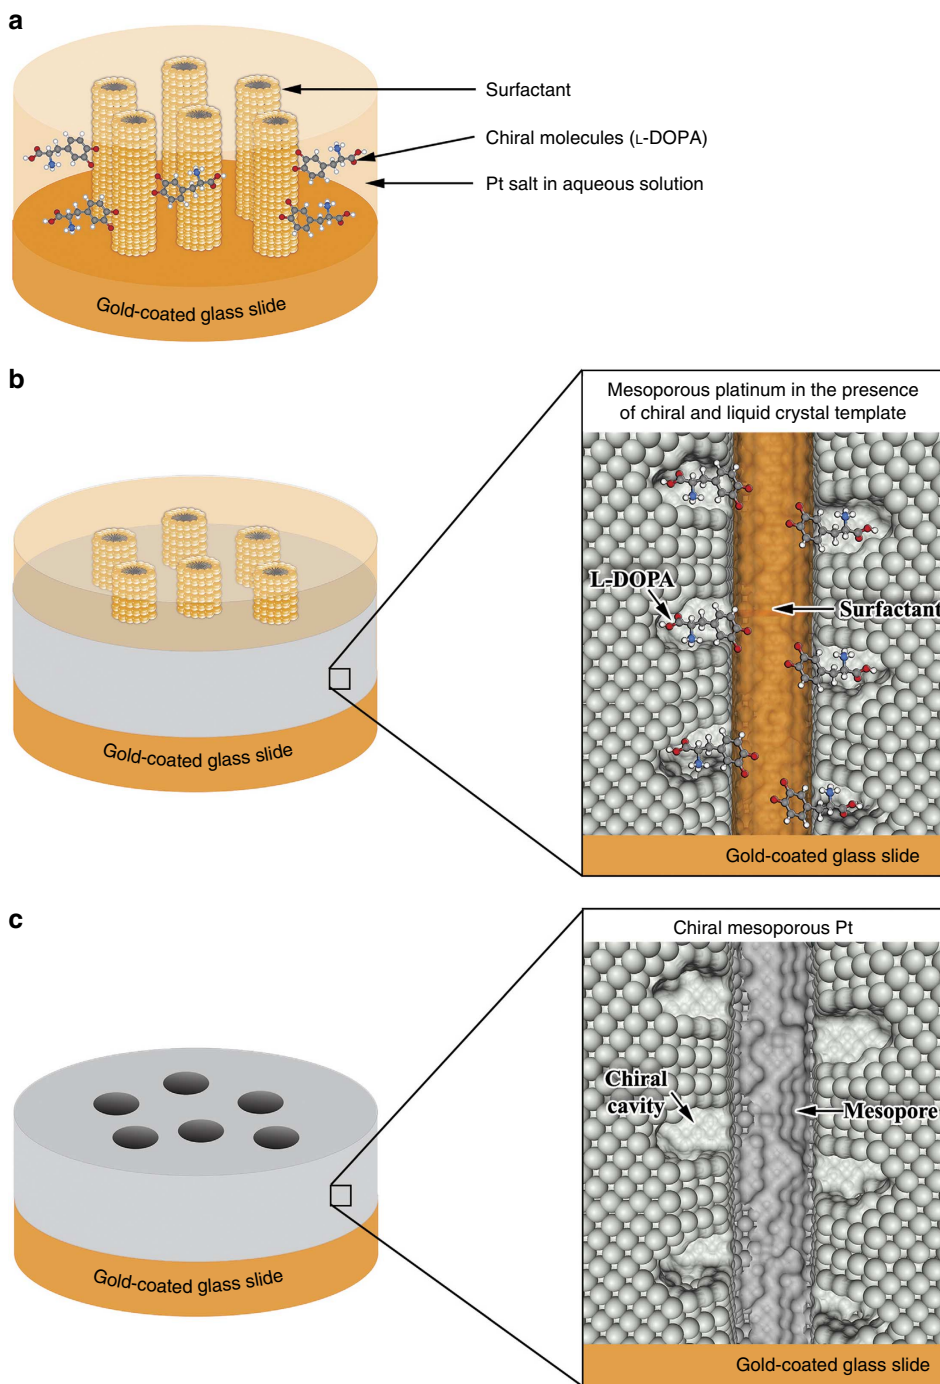 a
Surfactant
Chiral molecules (L-DOPA)
Pt salt in aqueous solution
Gold-coated glass slide
b
Mesoporous platinum in the presence
of chiral and liquid crystal template
L-DOPA
Surfactant
Gold-coated glass slide
Gold-coated glass slide
c
Chiral mesoporous Pt
Chiral
cavity
Mesopore
Gold-coated glass slide
Gold-coated glass slide